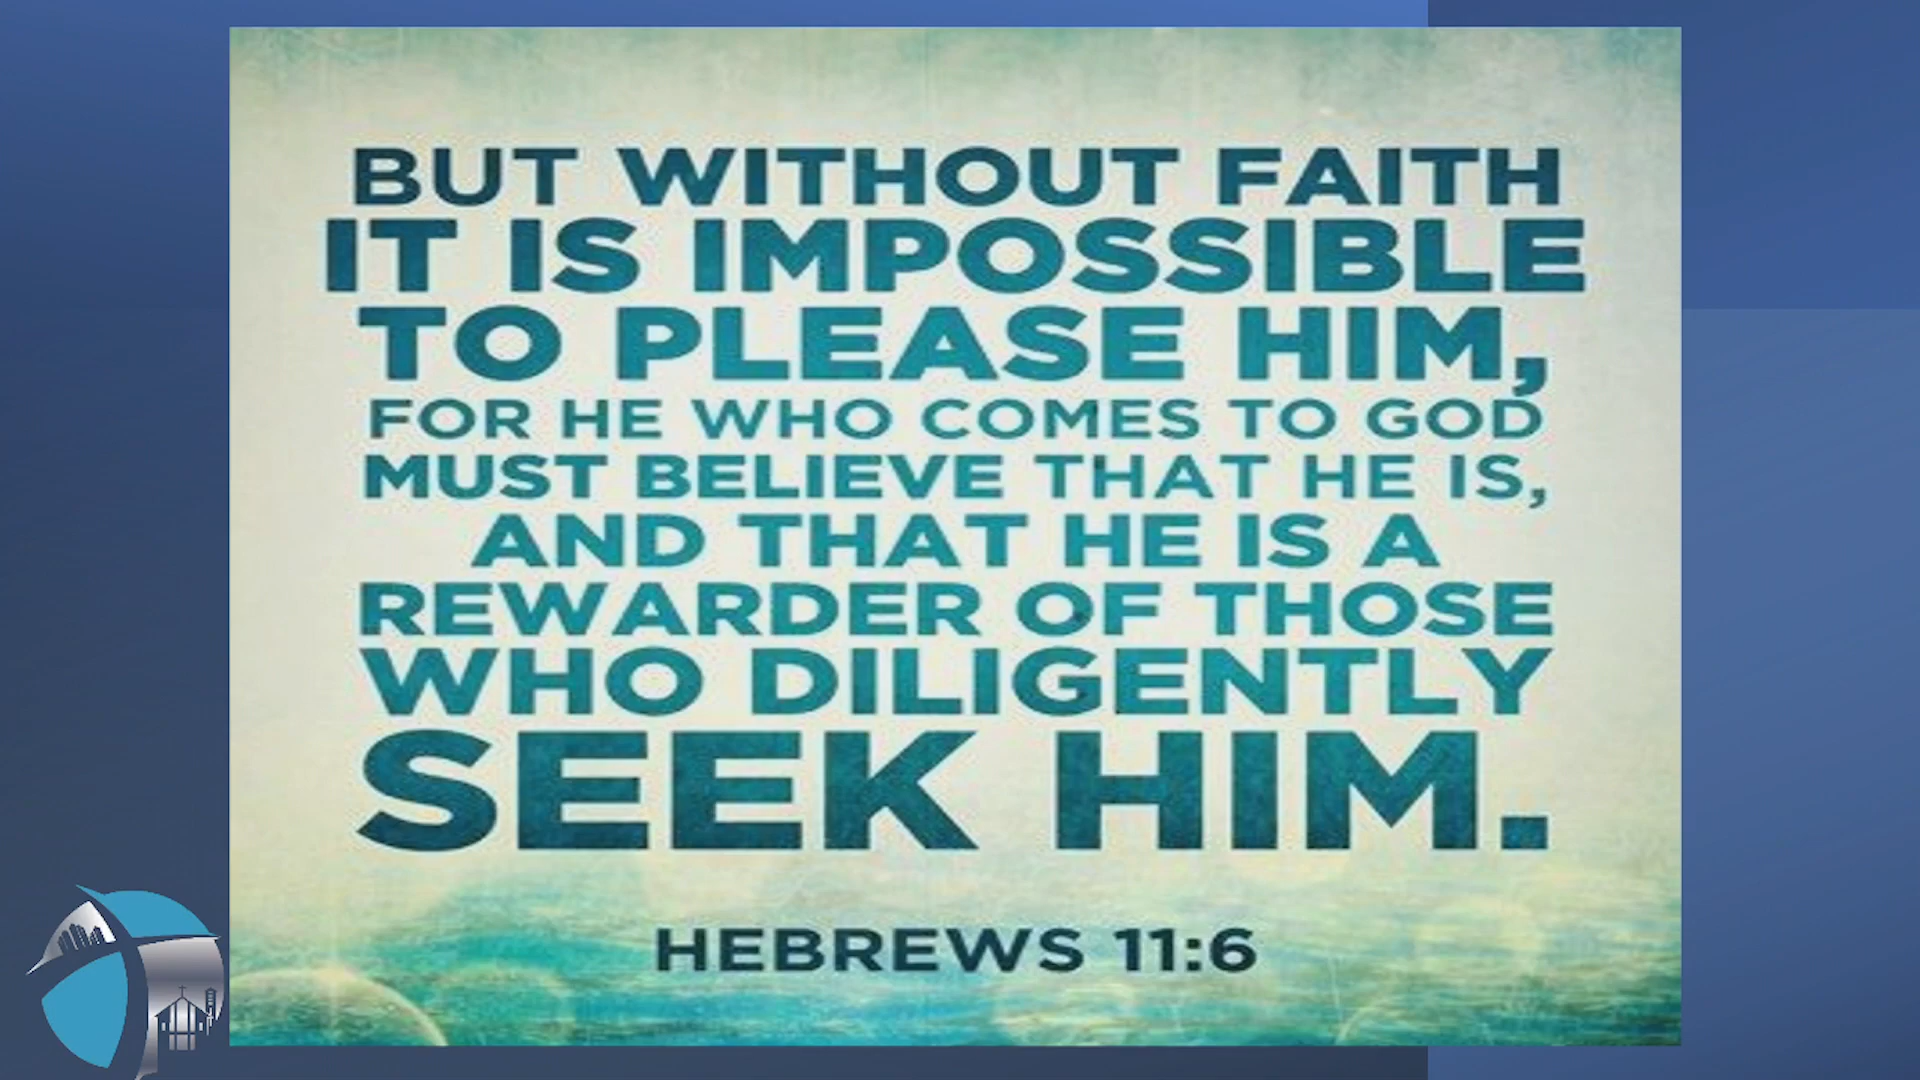 BUT WITHOUT FAITH
IT IS IMPOSSIBLE
TO PLEASE HIM,
FOR HE WHO COMES TO GOD
MUST BELIEVE THAT HE IS,
AND THAT HE IS A
REWARDER OF THOSE
WHO DILIGENTLY
SEEK HIM.
HEBREWS 11:6